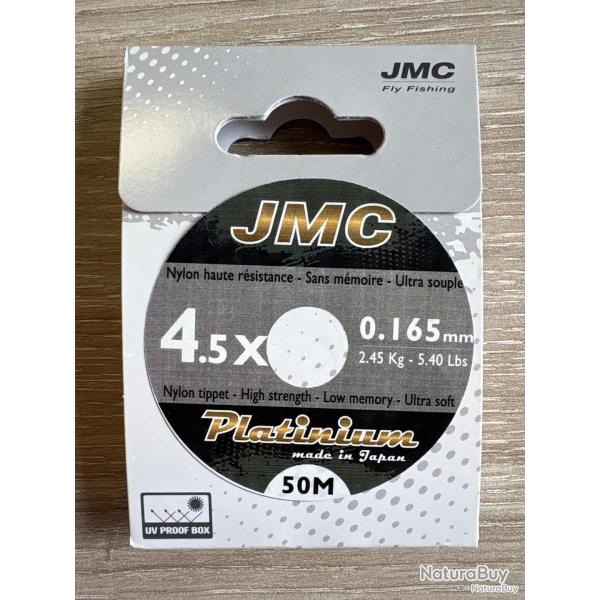 JMC
Fly Fishing
JMC
Nylon haute résistance - Sans mémoire - Ultra souple
4.5X
0.165mm
2.45 Kg - 5.40 Lbs
Nylon tippet - High strength - Low memory - Ultra soft
Platinium
made in Japan
50M
UV PROOF BOX
NaturaBuy
NaturaBuy